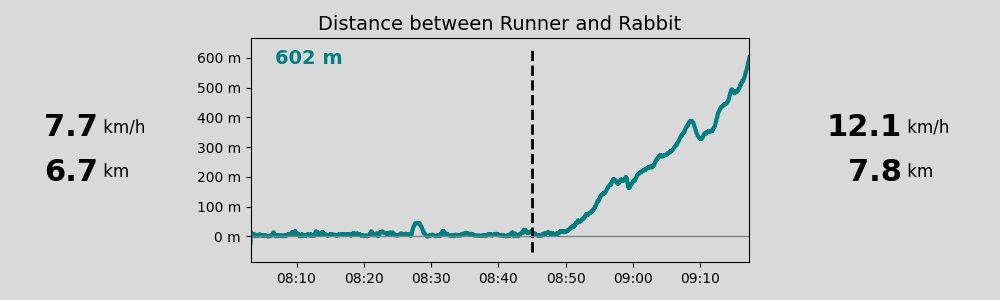 Distance between Runner and Rabbit
7.7 km/h
6.7 km
602 m
600 m
500 m
400 m
300 m
200 m
100 m
0 m
08:10 08:20 08:30 08:40 08:50 09:00 09:10
12.1 km/h
7.8 km